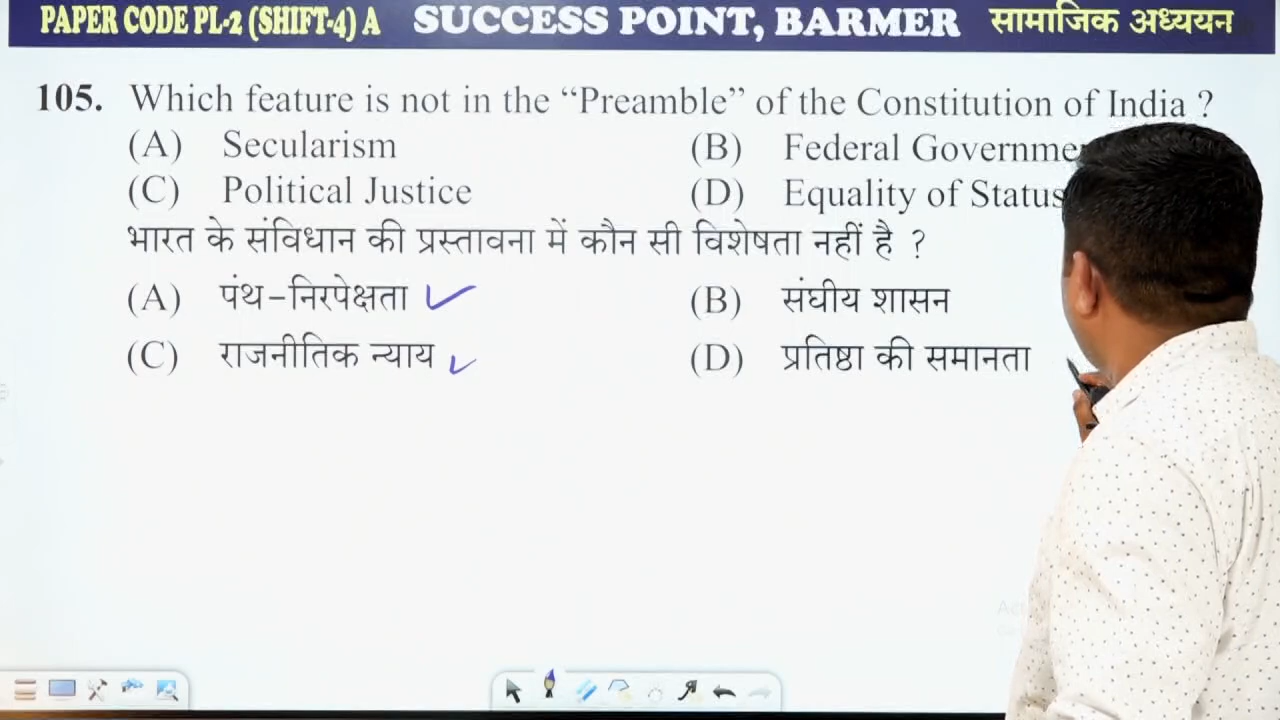 PAPER CODE PL-2 (SHIFT-4) A SUCCESS POINT, BARMER सामाजिक अध्ययन
105. Which feature is not in the “Preamble” of the Constitution of India ?
(A) Secularism (B) Federal
(C) Political Justice (D) Equality of Status
भारत के संविधान की प्रस्तावना में कौन सी विशेषता नहीं है ?
(A) पंथ-निरपेक्षता (B) संघीय शासन
(C) राजनीतिक न्याय (D) प्रतिष्ठा की समानता